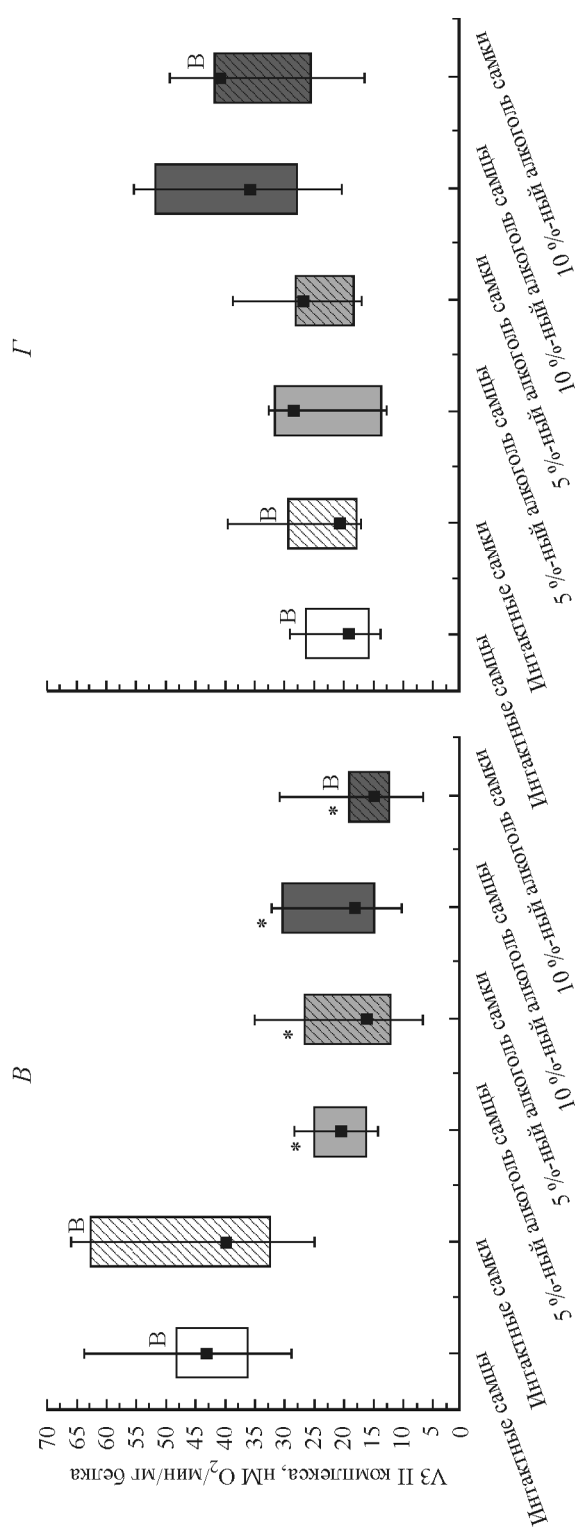 В
V3 II комплекса, нМ O₂/мин/мг белка
70
65
60
55
50
45
40
35
30
25
20
15
10
5
0
В
В
*
*
*
*
В
Интактные самцы
Интактные самки
5 %-ный алкоголь самцы
5 %-ный алкоголь самки
10 %-ный алкоголь самцы
10 %-ный алкоголь самки
Г
В
В
В
Интактные самцы
Интактные самки
5 %-ный алкоголь самцы
5 %-ный алкоголь самки
10 %-ный алкоголь самцы
10 %-ный алкоголь самки